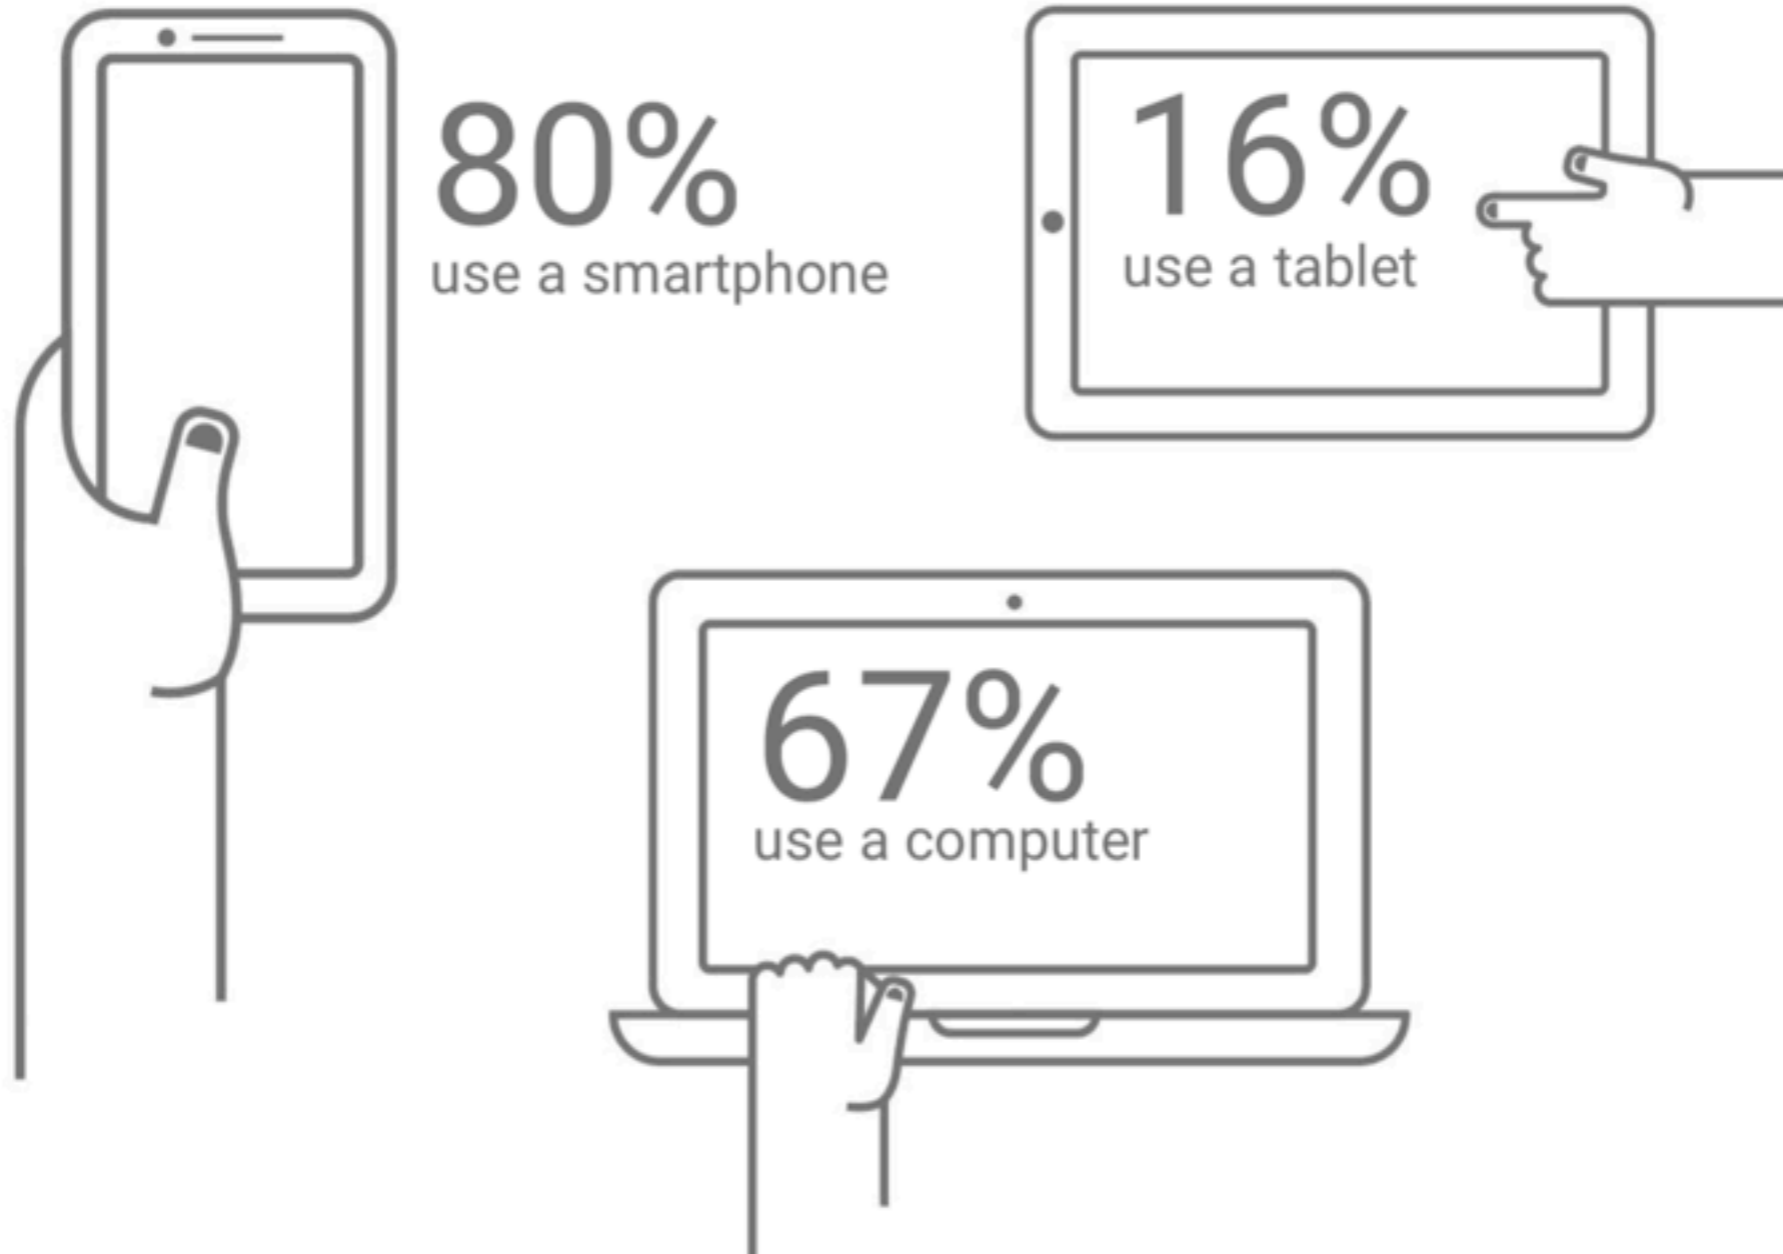 80%
use a smartphone
16%
use a tablet
67%
use a computer